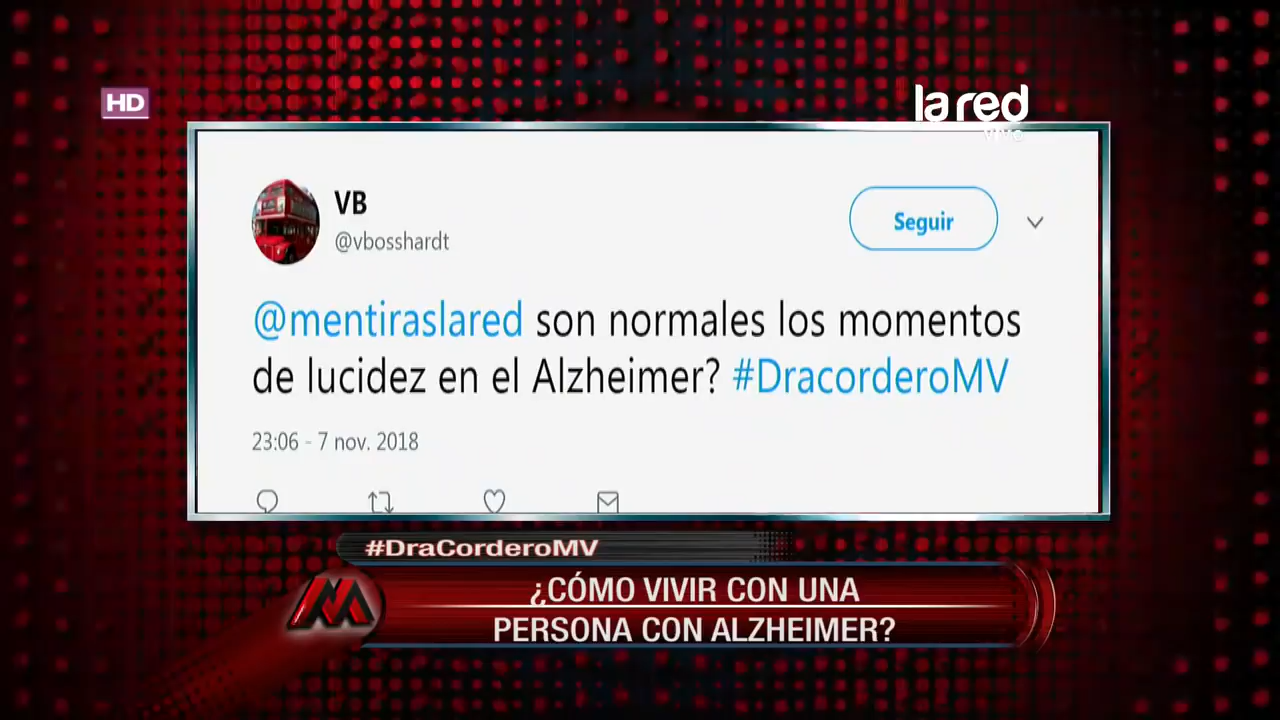 HD
la red
VIVO
VB
@vbosshardt
Seguir
@mentiraslared son normales los momentos
de lucidez en el Alzheimer? #DracorderoMV
23:06 - 7 nov. 2018
#DraCorderoMV
¿CÓMO VIVIR CON UNA
PERSONA CON ALZHEIMER?